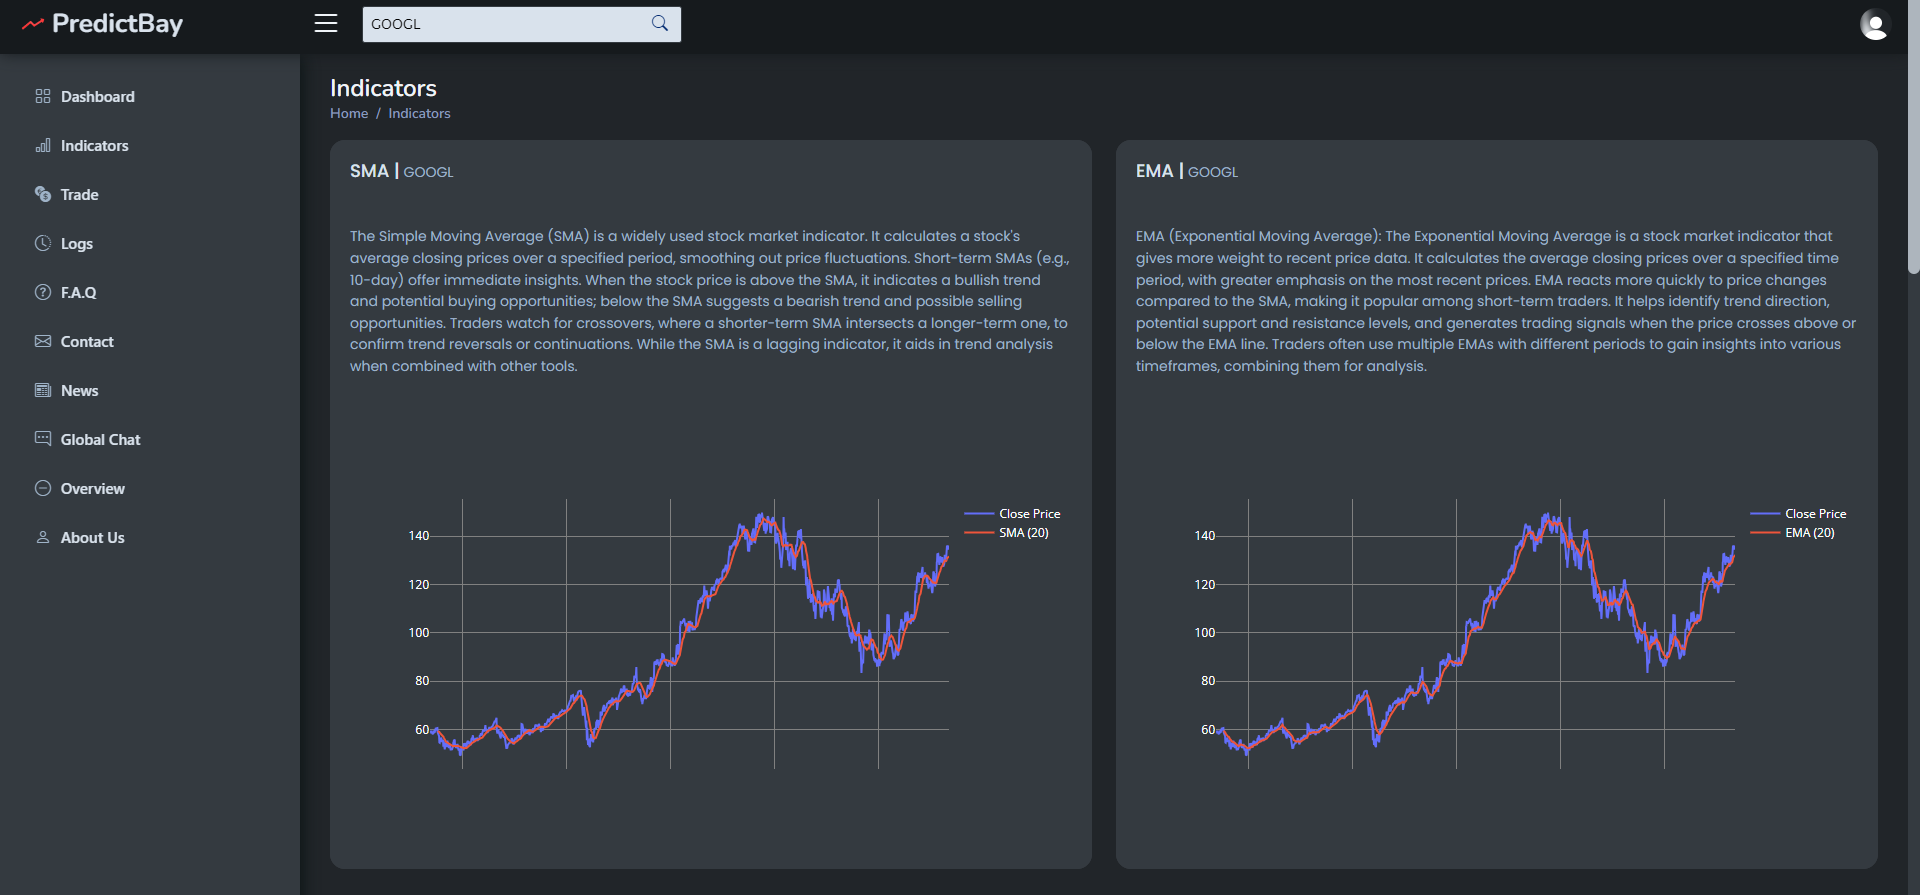 PredictBay
GOOGL
Dashboard
Indicators
Trade
Logs
F.A.Q
Contact
News
Global Chat
Overview
About Us
Indicators
Home / Indicators
SMA | GOOGL
The Simple Moving Average (SMA) is a widely used stock market indicator. It calculates a stock's
average closing prices over a specified period, smoothing out price fluctuations. Short-term SMAs (e.g.,
10-day) offer immediate insights. When the stock price is above the SMA, it indicates a bullish trend
and potential buying opportunities; below the SMA suggests a bearish trend and possible selling
opportunities. Traders watch for crossovers, where a shorter-term SMA intersects a longer-term one, to
confirm trend reversals or continuations. While the SMA is a lagging indicator, it aids in trend analysis
when combined with other tools.
140
120
100
80
60
Close Price
SMA (20)
EMA | GOOGL
EMA (Exponential Moving Average): The Exponential Moving Average is a stock market indicator that
gives more weight to recent price data. It calculates the average closing prices over a specified time
period, with greater emphasis on the most recent prices. EMA reacts more quickly to price changes
compared to the SMA, making it popular among short-term traders. It helps identify trend direction,
potential support and resistance levels, and generates trading signals when the price crosses above or
below the EMA line. Traders often use multiple EMAs with different periods to gain insights into various
timeframes, combining them for analysis.
140
120
100
80
60
Close Price
EMA (20)